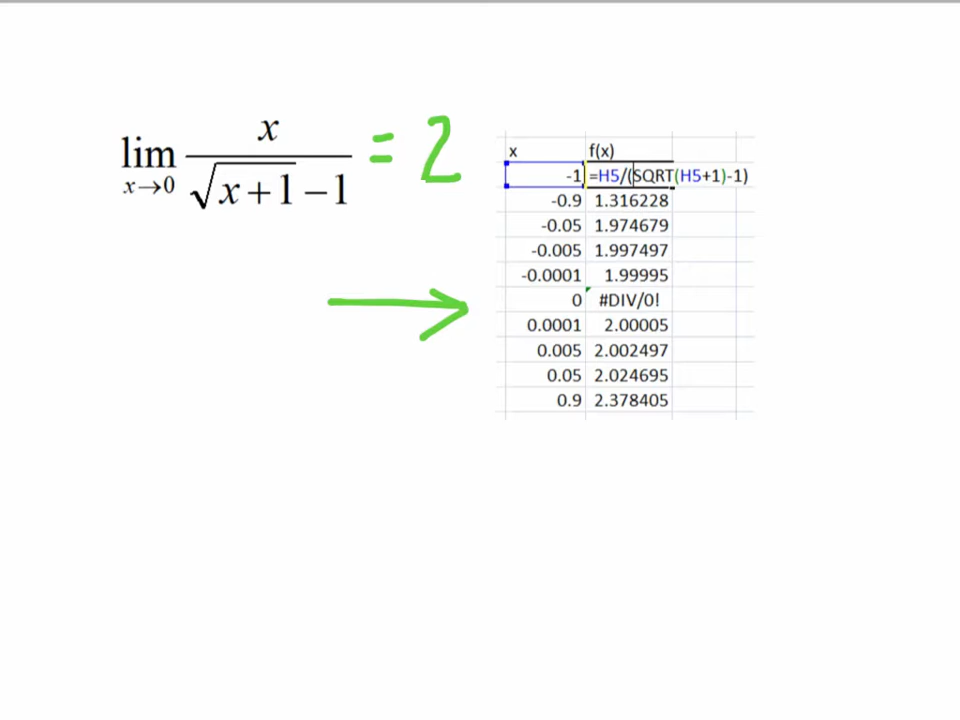 lim x→0 x / √x+1 −1 = 2
x f(x)
-1 =H5/(SQRT(H5+1)-1)
-0.9 1.316228
-0.05 1.974679
-0.005 1.997497
-0.0001 1.99995
0 #DIV/0!
0.0001 2.00005
0.005 2.002497
0.05 2.024695
0.9 2.378405